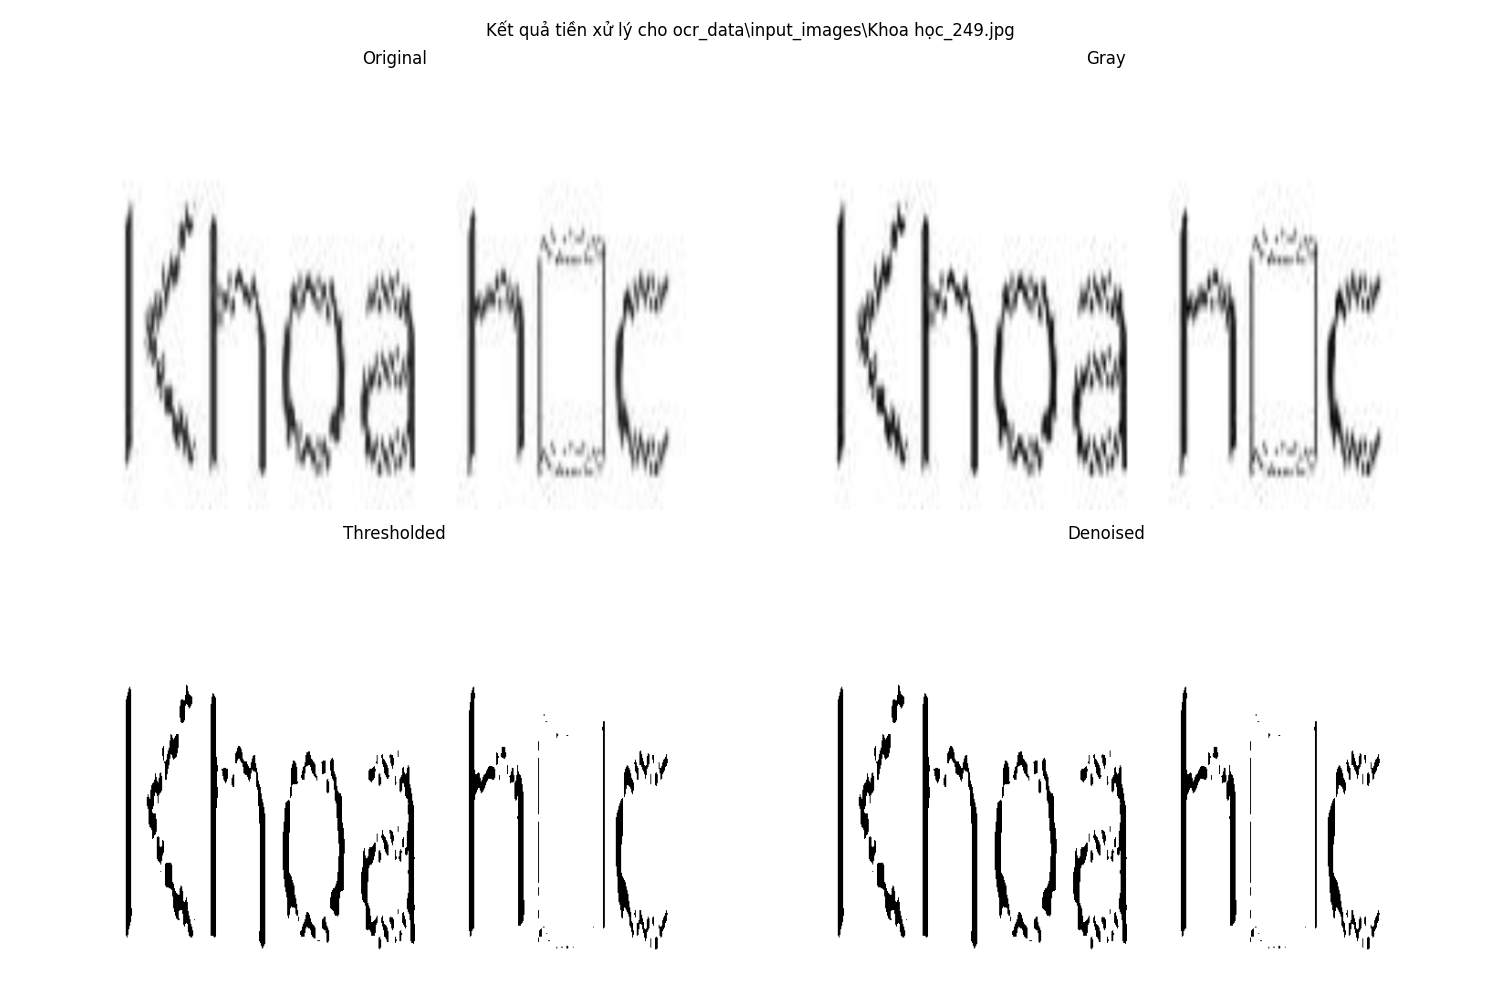 Kết quả tiền xử lý cho ocr_data\input_images\Khoa học_249.jpg
Original
Gray
Khoa h□c
Khoa h□c
Thresholded
Denoised
Khoa h□c
Khoa h□c